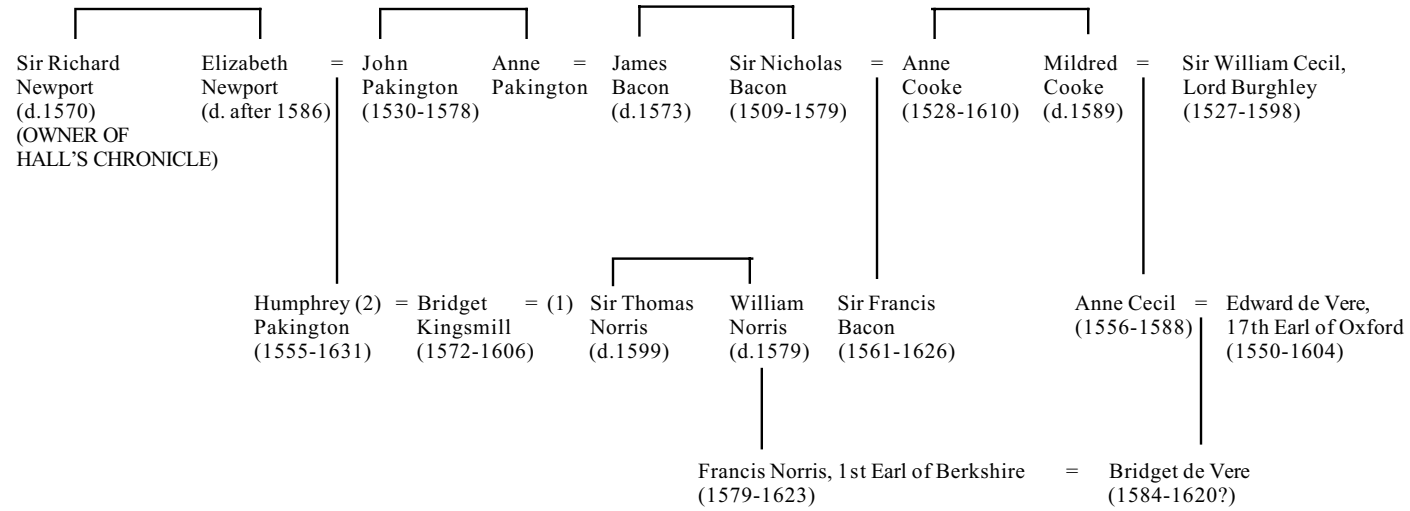 Sir Richard Elizabeth = John Anne = James Sir Nicholas = Anne Mildred = Sir William Cecil,
Newport Newport Pakington Pakington Bacon Bacon Cooke Cooke Lord Burghley
(d.1570) (d. after 1586) (1530-1578) (d.1573) (1509-1579) (1528-1610) (d.1589) (1527-1598)
(OWNER OF
HALL'S CHRONICLE)
Humphrey (2) = Bridget = (1) Sir Thomas William Sir Francis Anne Cecil = Edward de Vere,
Pakington Kingsmill Norris Norris Bacon (1556-1588) 17th Earl of Oxford
(1555-1631) (1572-1606) (d.1599) (d.1579) (1561-1626) (1550-1604)
Francis Norris, 1st Earl of Berkshire = Bridget de Vere
(1579-1623) (1584-1620?)